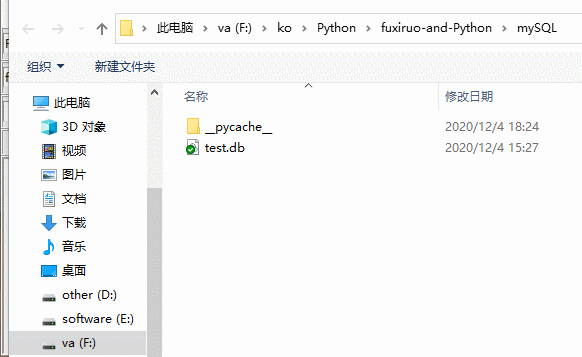 此电脑 > va (F:) > ko > Python > fuxiruo-and-Python > mySQL
组织 新建文件夹
名称 修改日期
__pycache__ 2020/12/4 18:24
test.db 2020/12/4 15:27
此电脑
3D 对象
视频
图片
文档
下载
音乐
桌面
other (D:)
software (E:)
va (F:)